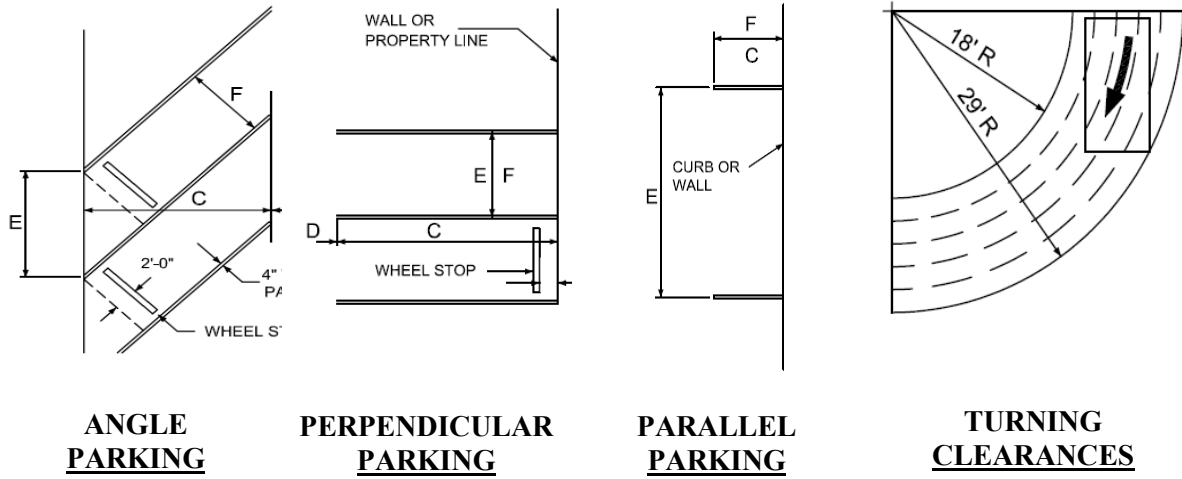 F
C
E
2'-0"
4"
PA
WHEEL ST
ANGLE
PARKING
WALL OR
PROPERTY LINE
E F
D
C
WHEEL STOP
PERPENDICULAR
PARKING
F
C
CURB OR
WALL
E
PARALLEL
PARKING
18' R
29' R
TURNING
CLEARANCES